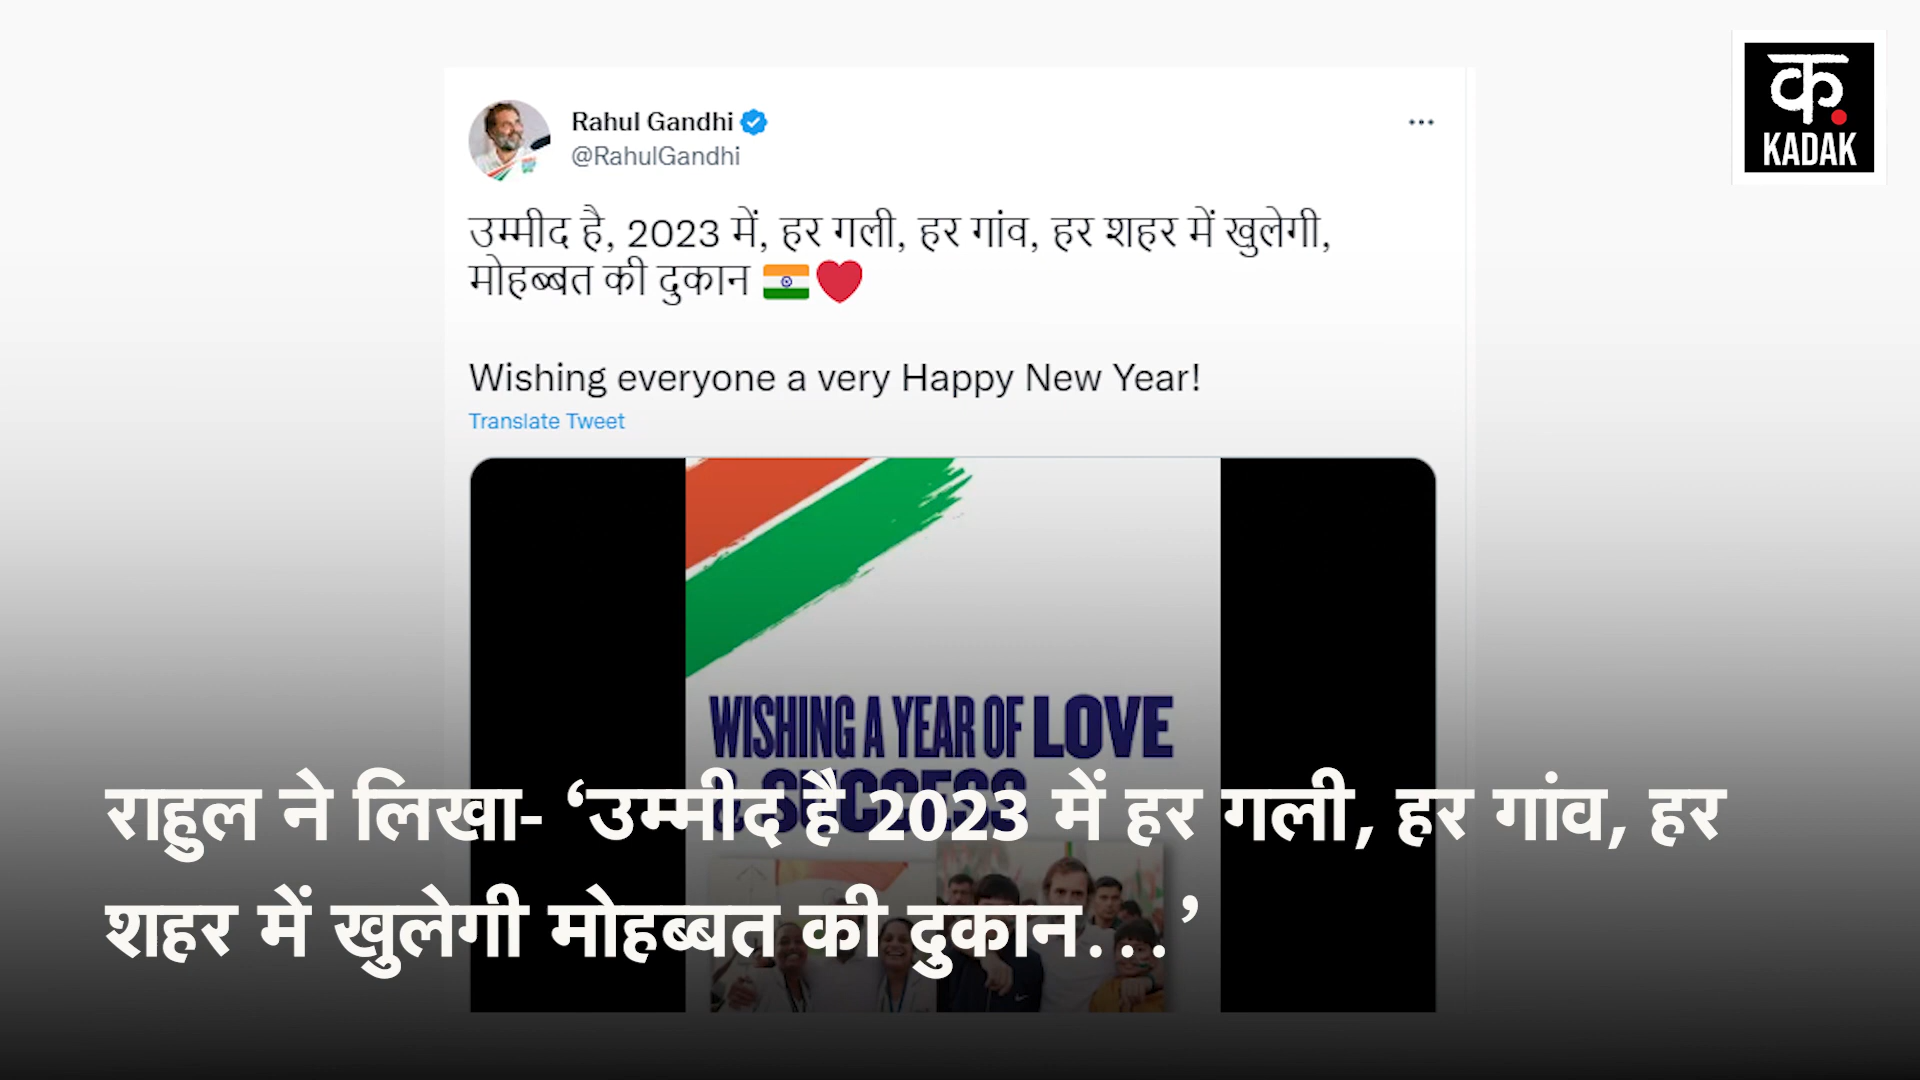 क
KADAK
Rahul Gandhi
@RahulGandhi
उम्मीद है, 2023 में, हर गली, हर गांव, हर शहर में खुलेगी,
मोहब्बत की दुकान 🇮🇳❤️
Wishing everyone a very Happy New Year!
Translate Tweet
WISHING A YEAR OF LOVE
& SUCCESS
राहुल ने लिखा- ‘उम्मीद है 2023 में हर गली, हर गांव, हर
शहर में खुलेगी मोहब्बत की दुकान...’